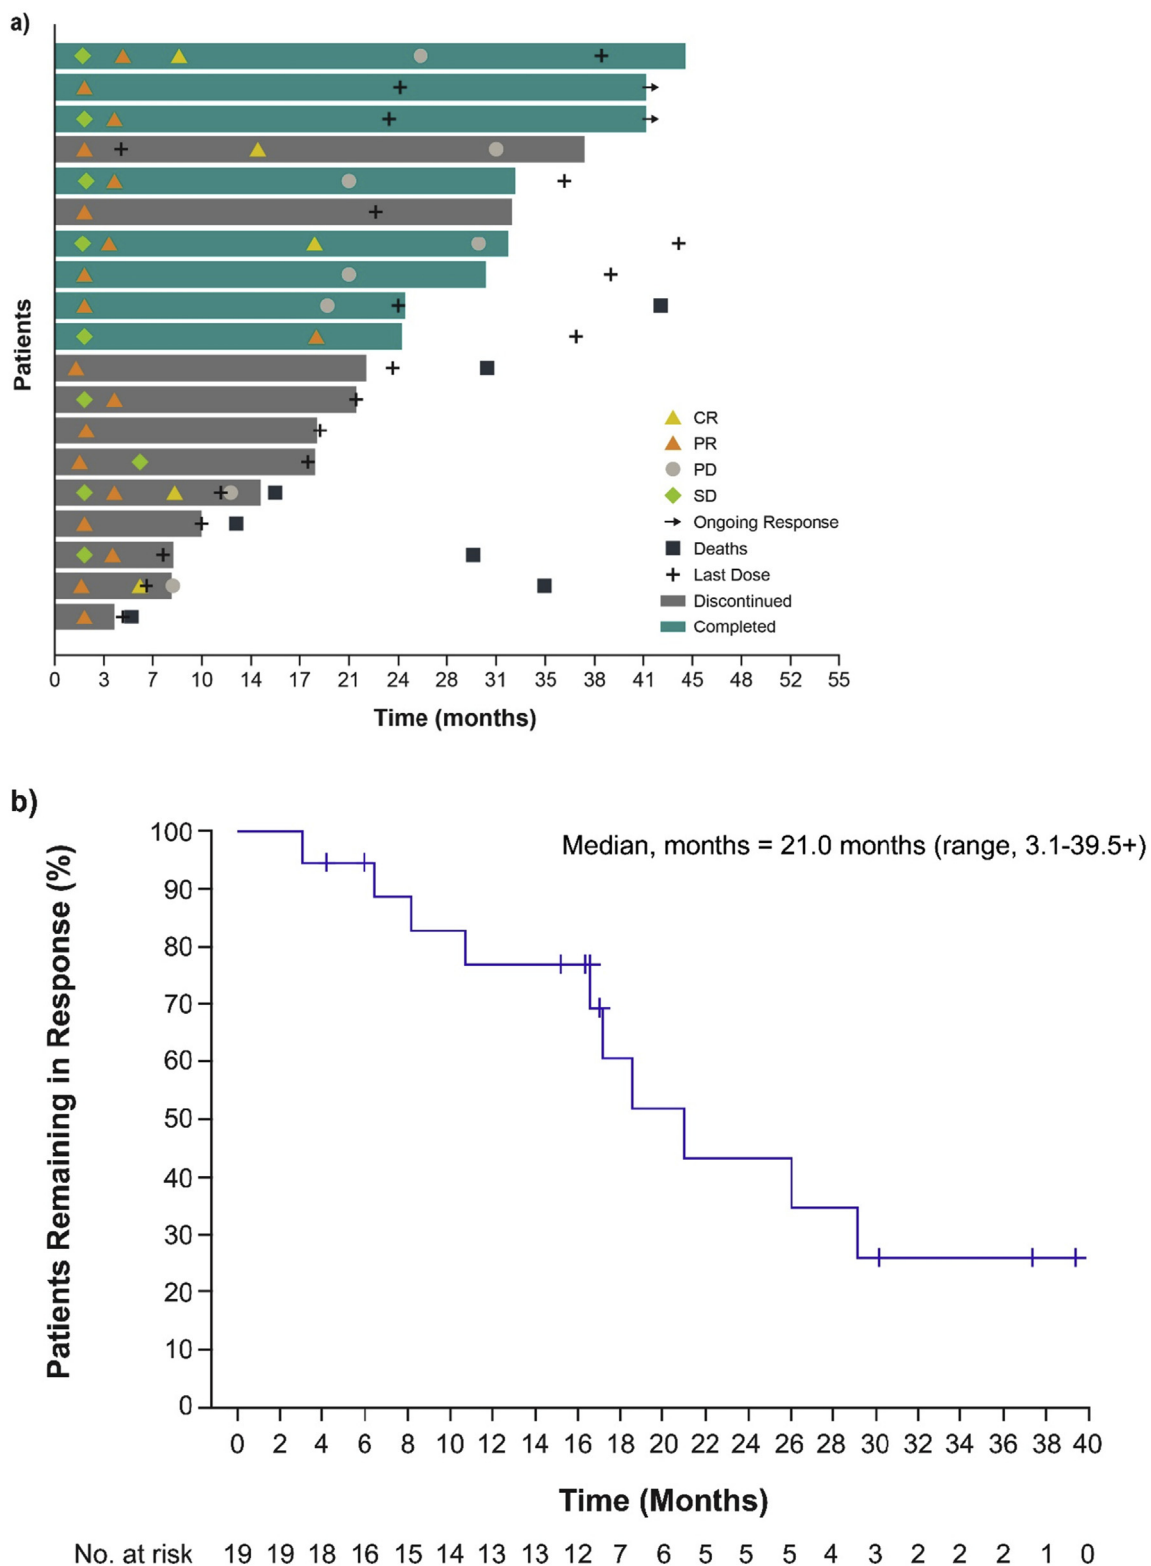 a)
Patients
CR
PR
PD
SD
Ongoing Response
Deaths
Last Dose
Discontinued
Completed
0 3 7 10 14 17 21 24 28 31 35 38 41 45 48 52 55
Time (months)
b)
Median, months = 21.0 months (range, 3.1-39.5+)
Patients Remaining in Response (%)
100
90
80
70
60
50
40
30
20
10
0
0 2 4 6 8 10 12 14 16 18 20 22 24 26 28 30 32 34 36 38 40
Time (Months)
No. at risk 19 19 18 16 15 14 13 13 12 7 6 5 5 5 4 3 2 2 2 1 0